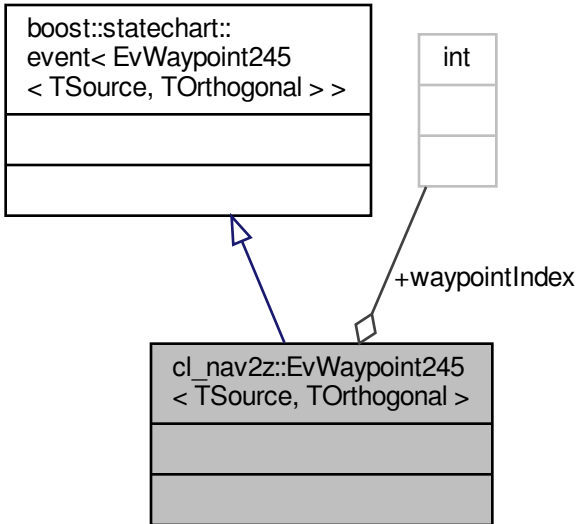 boost::statechart::
event< EvWaypoint245
< TSource, TOrthogonal > >
int
+waypointIndex
cl_nav2z::EvWaypoint245
< TSource, TOrthogonal >